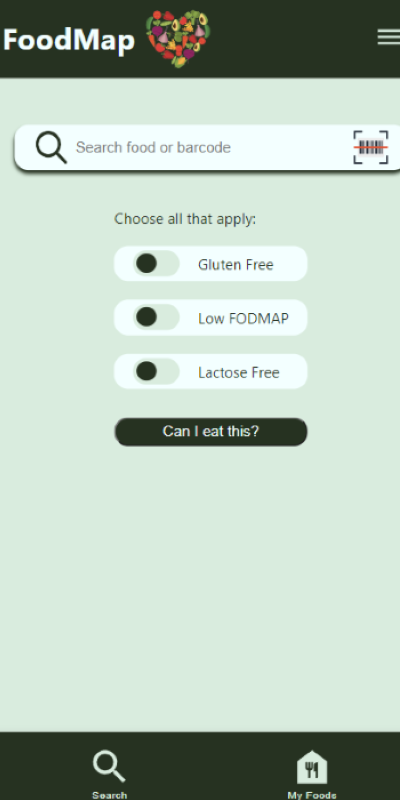 FoodMap
Search food or barcode
Choose all that apply:
Gluten Free
Low FODMAP
Lactose Free
Can I eat this?
Search
My Foods